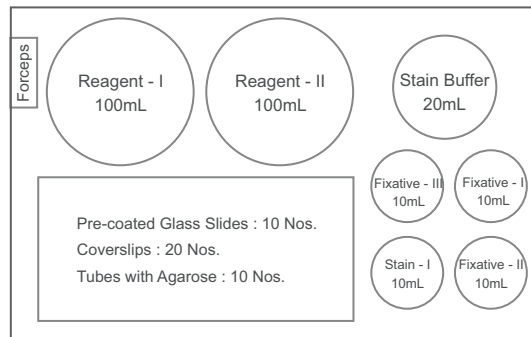 Forceps
Reagent - I
100mL
Reagent - II
100mL
Stain Buffer
20mL
Fixative - III
10mL
Fixative - I
10mL
Pre-coated Glass Slides : 10 Nos.
Coverslips : 20 Nos.
Tubes with Agarose : 10 Nos.
Stain - I
10mL
Fixative - II
10mL